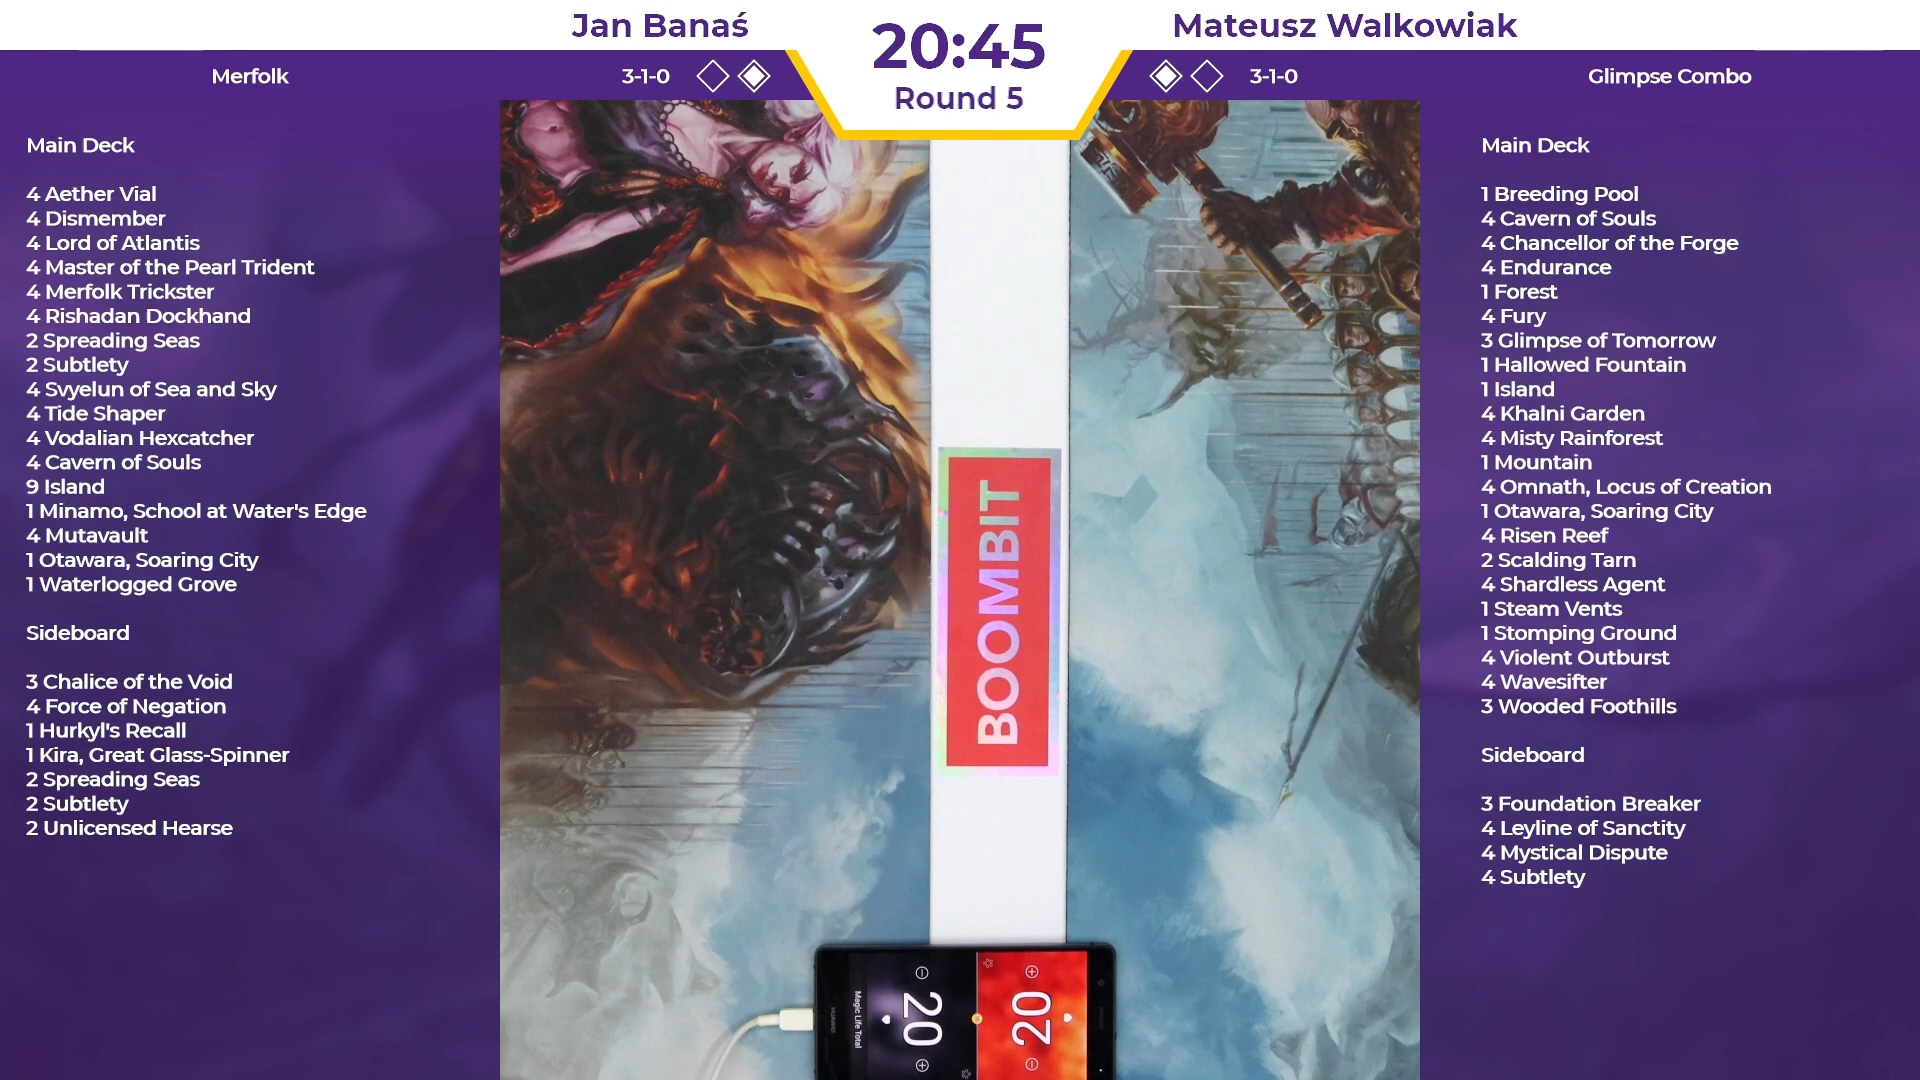 Jan Banaś
20:45
Mateusz Walkowiak
Merfolk
3-1-0
Round 5
3-1-0
Glimpse Combo
Main Deck
4 Aether Vial
4 Dismember
4 Lord of Atlantis
4 Master of the Pearl Trident
4 Merfolk Trickster
4 Rishadan Dockhand
2 Spreading Seas
2 Subtlety
4 Svyelun of Sea and Sky
4 Tide Shaper
4 Vodalian Hexcatcher
4 Cavern of Souls
9 Island
1 Minamo, School at Water's Edge
4 Mutavault
1 Otawara, Soaring City
1 Waterlogged Grove
Sideboard
3 Chalice of the Void
4 Force of Negation
1 Hurkyl's Recall
1 Kira, Great Glass-Spinner
2 Spreading Seas
2 Subtlety
2 Unlicensed Hearse
BOOMBIT
HUAWEI
Magic Life Total
20
20
Main Deck
1 Breeding Pool
4 Cavern of Souls
4 Chancellor of the Forge
4 Endurance
1 Forest
4 Fury
3 Glimpse of Tomorrow
1 Hallowed Fountain
1 Island
4 Khalni Garden
4 Misty Rainforest
1 Mountain
4 Omnath, Locus of Creation
1 Otawara, Soaring City
4 Risen Reef
2 Scalding Tarn
4 Shardless Agent
1 Steam Vents
1 Stomping Ground
4 Violent Outburst
4 Wavesifter
3 Wooded Foothills
Sideboard
3 Foundation Breaker
4 Leyline of Sanctity
4 Mystical Dispute
4 Subtlety